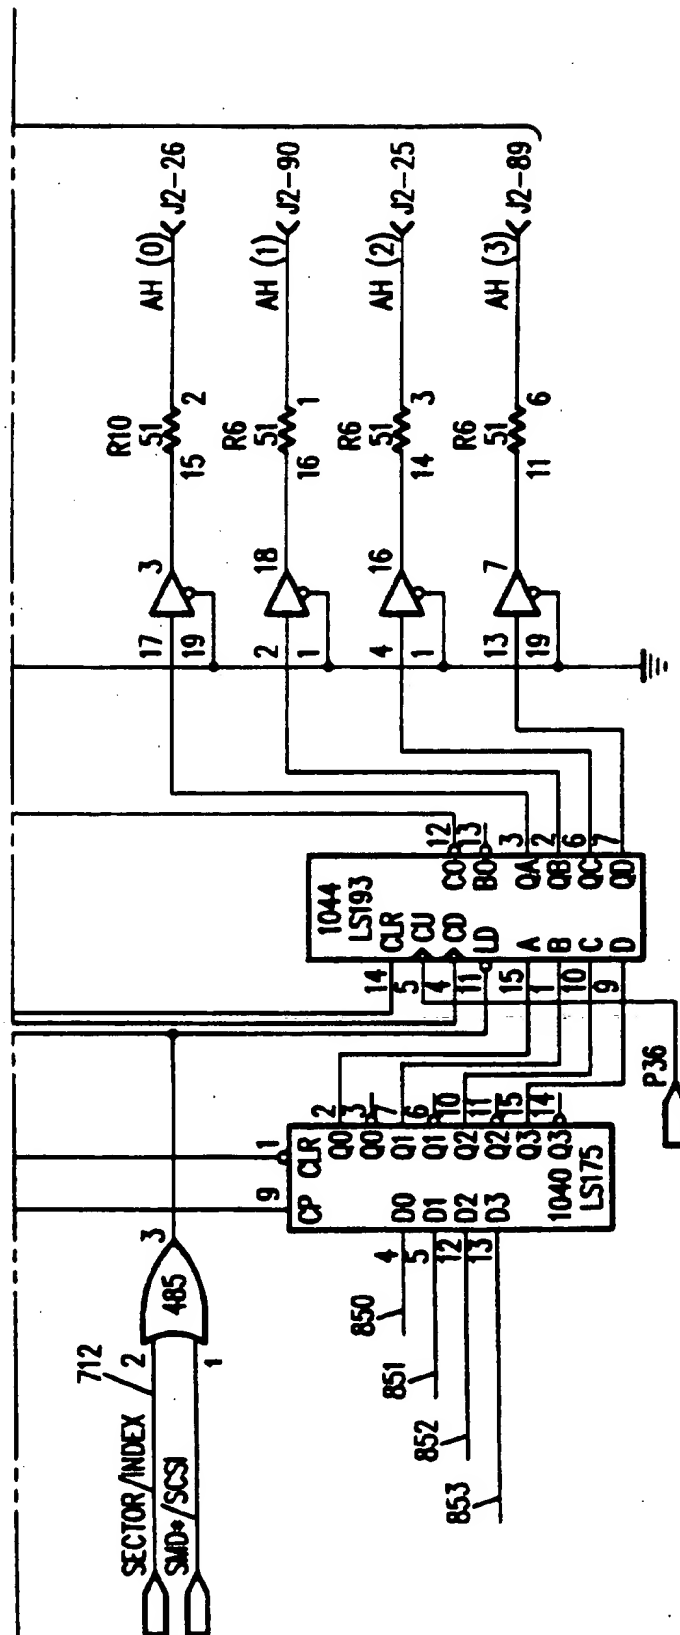 SECTOR/INDEX
712
2
SMD*/SCSI
1
485
3
9
1
CP
CLR
850
4
D0
Q0
2
Q0
3
851
5
D1
Q1
7
Q1
6
852
12
D2
Q2
10
Q2
11
853
13
D3
Q3
15
Q3
14
1040
LS175
P36
1044
LS193
14
CLR
5
CU
4
CD
11
LD
15
A
1
B
10
C
9
D
CO
12
BO
13
QA
3
QB
2
QC
6
QD
7
17
3
19
R10
51
15
2
AH (0)
J2-26
2
18
1
R6
51
16
1
AH (1)
J2-90
4
16
1
R6
51
14
3
AH (2)
J2-25
13
7
19
R6
51
11
6
AH (3)
J2-89